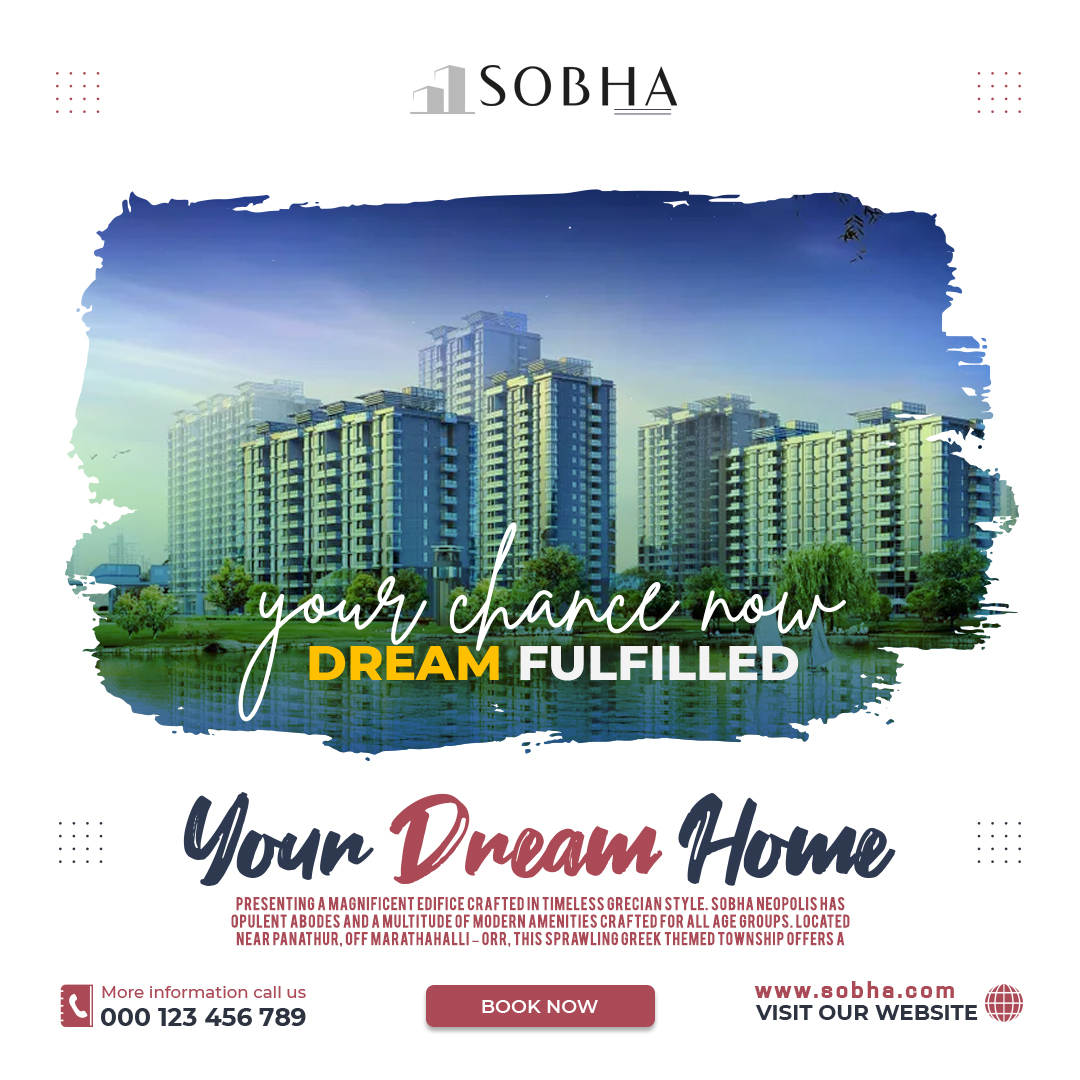 SOBHA
your chance now
DREAM FULFILLED
Your Dream Home
PRESENTING A MAGNIFICENT EDIFICE CRAFTED IN TIMELESS GRECIAN STYLE. SOBHA NEOPOLIS HAS
OPULENT ABODES AND A MULTITUDE OF MODERN AMENITIES CRAFTED FOR ALL AGE GROUPS. LOCATED
NEAR PANATHUR, OFF MARATHAHALLI – ORR, THIS SPRAWLING GREEK THEMED TOWNSHIP OFFERS A
More information call us
000 123 456 789
BOOK NOW
www.sobha.com
VISIT OUR WEBSITE